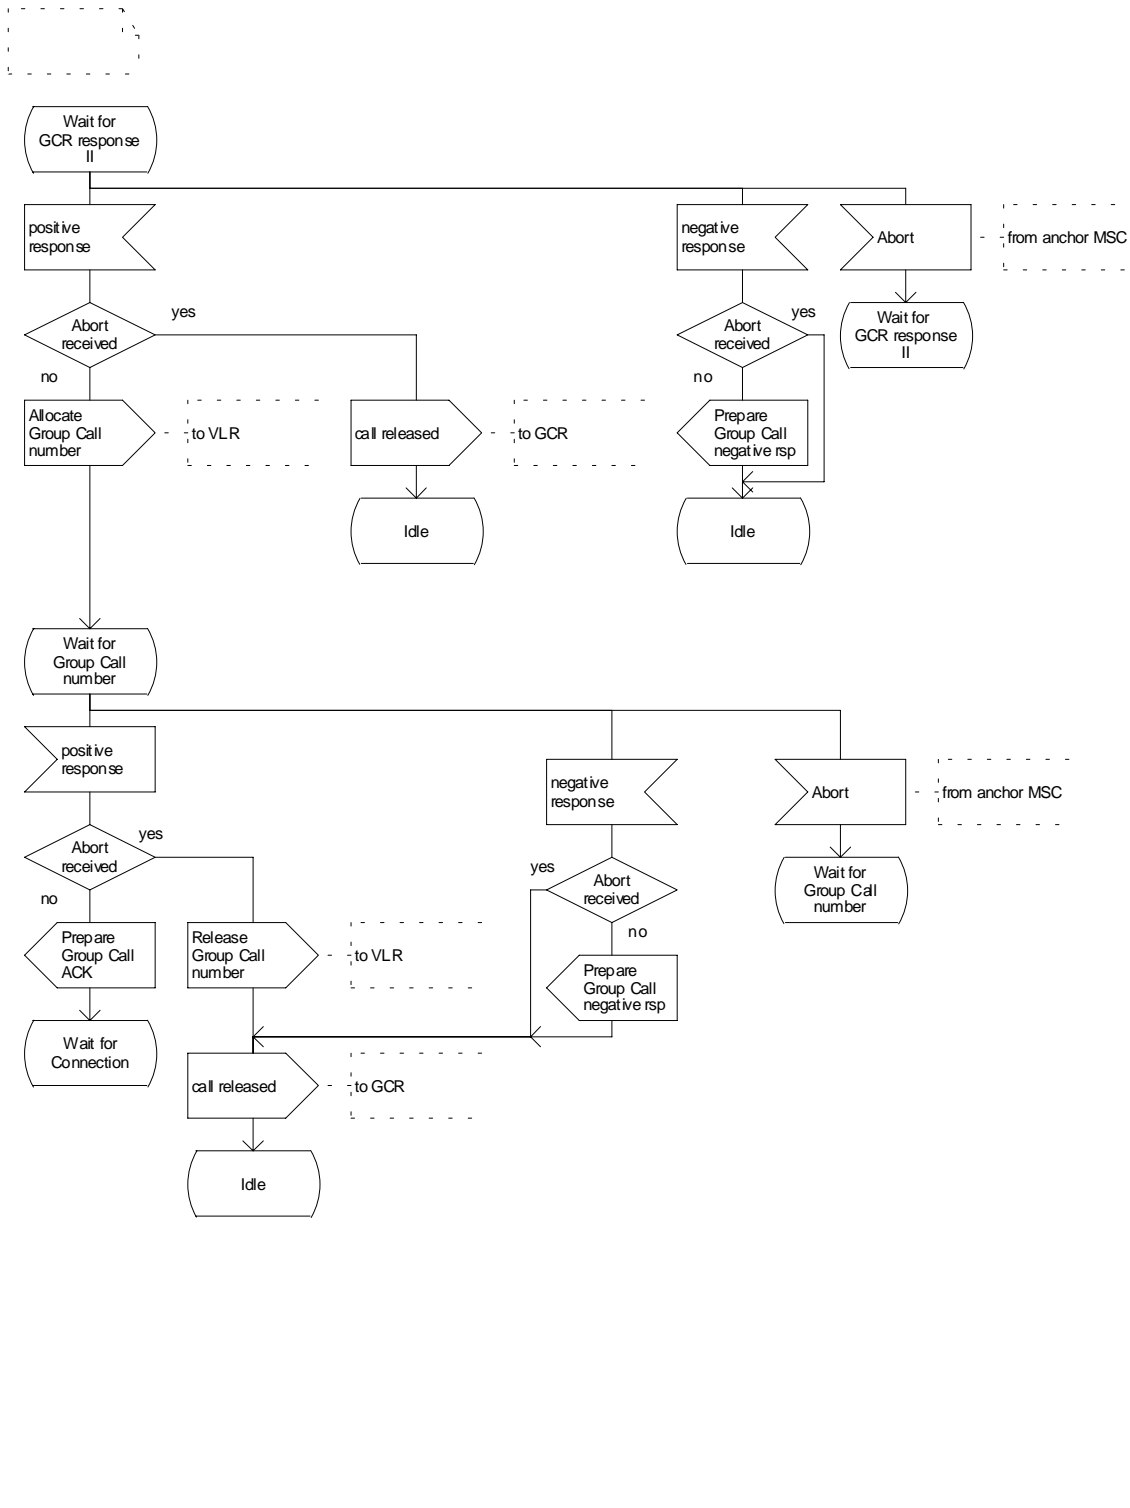 Wait for
GCR response
II
positive
response
negative
response
Abort
from anchor MSC
Abort
received
yes
no
Abort
received
yes
no
Wait for
GCR response
II
Allocate
Group Call
number
to VLR
call released
to GCR
Prepare
Group Call
negative rsp
Idle
Idle
Wait for
Group Call
number
positive
response
negative
response
Abort
from anchor MSC
Abort
received
yes
no
yes
Abort
received
no
Wait for
Group Call
number
Prepare
Group Call
ACK
Release
Group Call
number
to VLR
Prepare
Group Call
negative rsp
Wait for
Connection
call released
to GCR
Idle